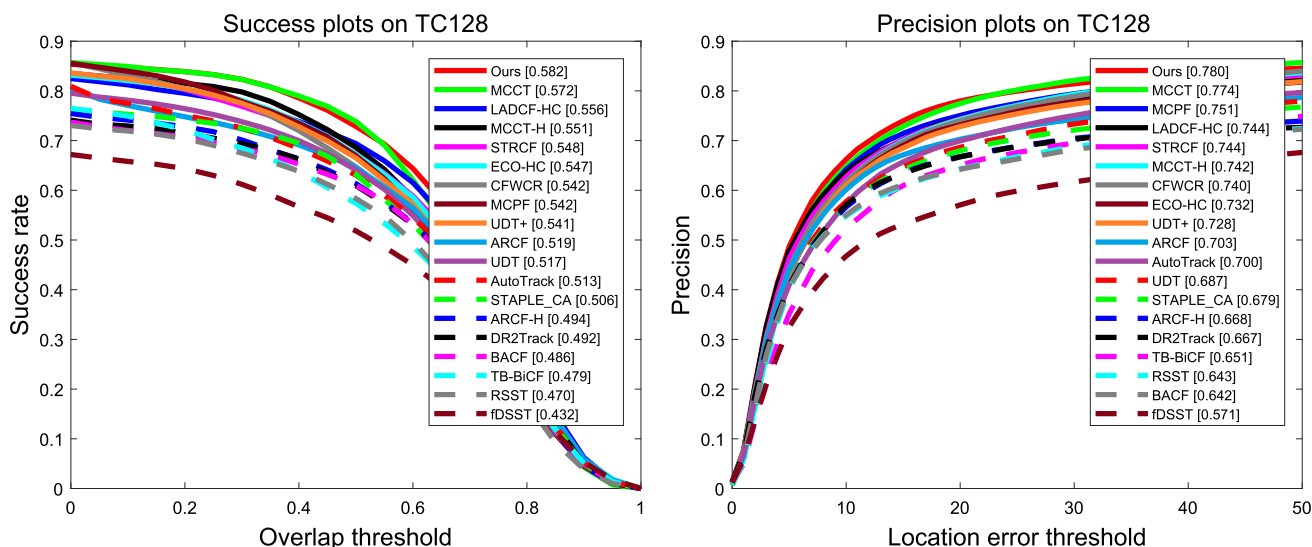 Success plots on TC128
0.9
0.8
0.7
0.6
0.5
0.4
0.3
0.2
0.1
0
Success rate
0
0.2
0.4
0.6
0.8
1
Overlap threshold
Ours [0.582]
MCCT [0.572]
LADCF-HC [0.556]
MCCT-H [0.551]
STRCF [0.548]
ECO-HC [0.547]
CFWCR [0.542]
MCPF [0.542]
UDT+ [0.541]
ARCF [0.519]
UDT [0.517]
AutoTrack [0.513]
STAPLE_CA [0.506]
ARCF-H [0.494]
DR2Track [0.492]
BACF [0.486]
TB-BiCF [0.479]
RSST [0.470]
fDSST [0.432]
Precision plots on TC128
0.9
0.8
0.7
0.6
0.5
0.4
0.3
0.2
0.1
0
Precision
0
10
20
30
40
50
Location error threshold
Ours [0.780]
MCCT [0.774]
MCPF [0.751]
LADCF-HC [0.744]
STRCF [0.744]
MCCT-H [0.742]
CFWCR [0.740]
ECO-HC [0.732]
UDT+ [0.728]
ARCF [0.703]
AutoTrack [0.700]
UDT [0.687]
STAPLE_CA [0.679]
ARCF-H [0.668]
DR2Track [0.667]
TB-BiCF [0.651]
RSST [0.643]
BACF [0.642]
fDSST [0.571]